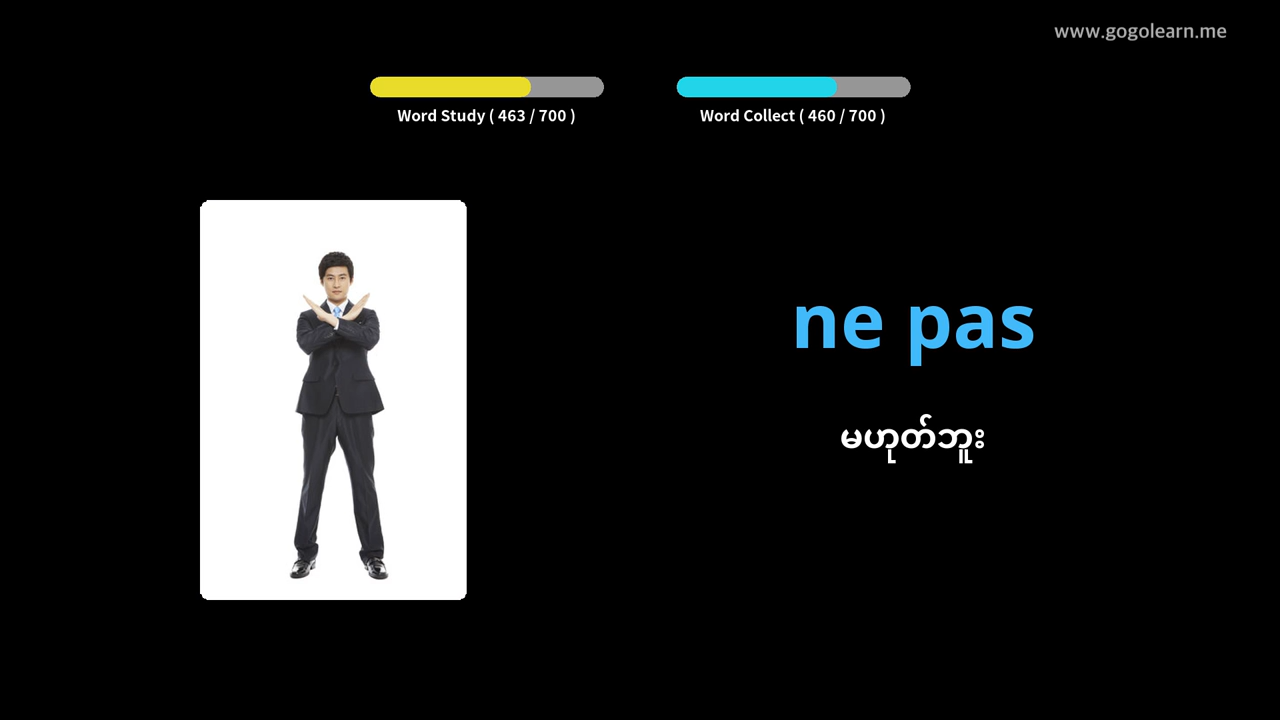 www.gogolearn.me
Word Study ( 463 / 700 )
Word Collect ( 460 / 700 )
ne pas
မဟုတ်ဘူး